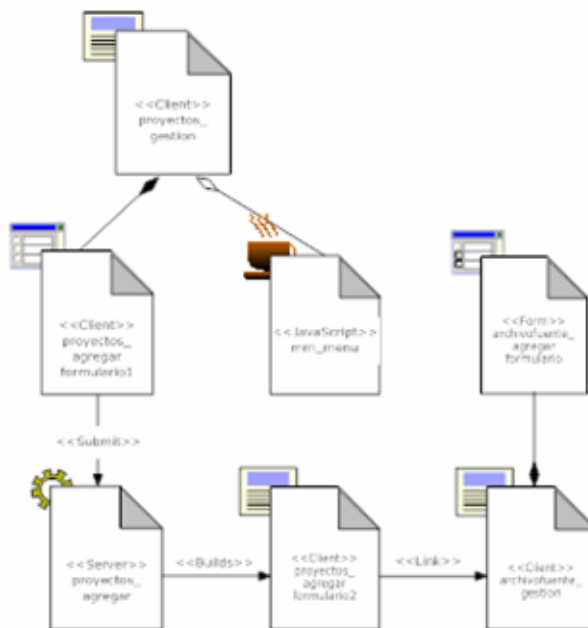 <<Client>>
proyectos_
gestion
<<Client>>
proyectos_
agregar
formulario1
<<JavaScript>>
mm_menu
<<Form>>
archivofuente_
agregar
formulario
<<Submit>>
<<Server>>
proyectos_
agregar
<<Builds>>
<<Client>>
proyectos_
agregar
formulario2
<<Link>>
<<Client>>
archivofuente_
gestion